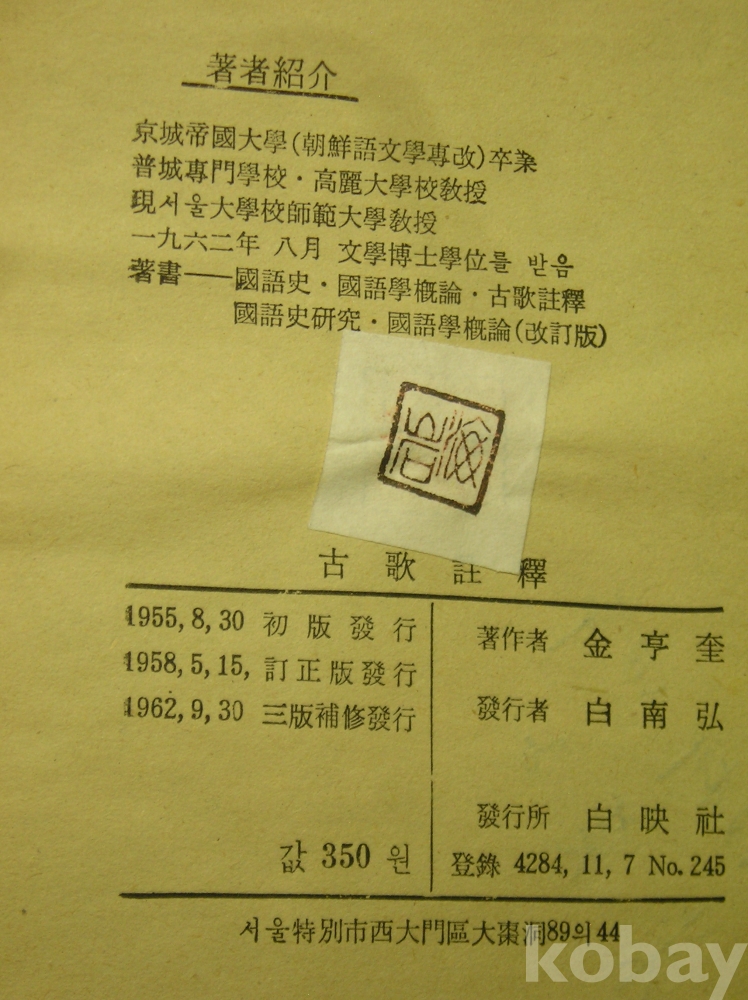 著者紹介
京城帝國大學(朝鮮語文學專改)卒業
普城專門學校・高麗大學校敎授
現서울大學校師範大學敎授
一九六二年 八月 文學博士學位를 받음
著書──國語史・國語學槪論・古歌註釋
國語史硏究・國語學槪論(改訂版)
海岩
古歌註釋
1955, 8, 30 初版發行
1958, 5, 15, 訂正版發行
1962, 9, 30 三版補修發行
값 350 원
著作者 金亨奎
發行者 白南弘
發行所 白映社
登錄 4284, 11, 7 No. 245
서울特別市西大門區大棗洞89의44
kobay